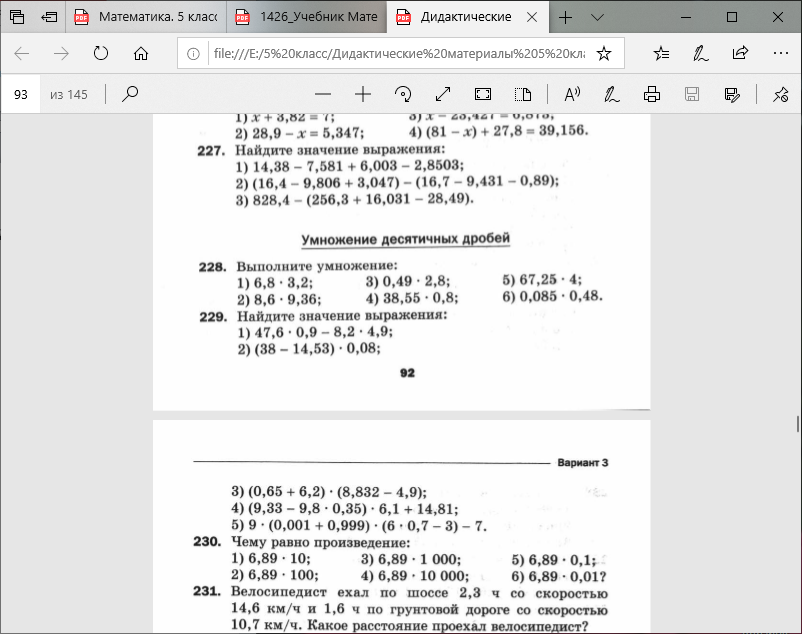 Математика. 5 класс
1426_Учебник Мате
Дидактические
file:///E:/5%20класс/Дидактические%20материалы%205%20кла
93 из 145
1) x + 3,82 = 7;
2) 28,9 – x = 5,347; 4) (81 – x) + 27,8 = 39,156.
227. Найдите значение выражения:
1) 14,38 – 7,581 + 6,003 – 2,8503;
2) (16,4 – 9,806 + 3,047) – (16,7 – 9,431 – 0,89);
3) 828,4 – (256,3 + 16,031 – 28,49).
Умножение десятичных дробей
228. Выполните умножение:
1) 6,8 · 3,2; 3) 0,49 · 2,8; 5) 67,25 · 4;
2) 8,6 · 9,36; 4) 38,55 · 0,8; 6) 0,085 · 0,48.
229. Найдите значение выражения:
1) 47,6 · 0,9 – 8,2 · 4,9;
2) (38 – 14,53) · 0,08;
92
Вариант 3
3) (0,65 + 6,2) · (8,832 – 4,9);
4) (9,33 – 9,8 · 0,35) · 6,1 + 14,81;
5) 9 · (0,001 + 0,999) · (6 · 0,7 – 3) – 7.
230. Чему равно произведение:
1) 6,89 · 10; 3) 6,89 · 1 000; 5) 6,89 · 0,1;
2) 6,89 · 100; 4) 6,89 · 10 000; 6) 6,89 · 0,01?
231. Велосипедист ехал по шоссе 2,3 ч со скоростью
14,6 км/ч и 1,6 ч по грунтовой дороге со скоростью
10,7 км/ч. Какое расстояние проехал велосипедист?